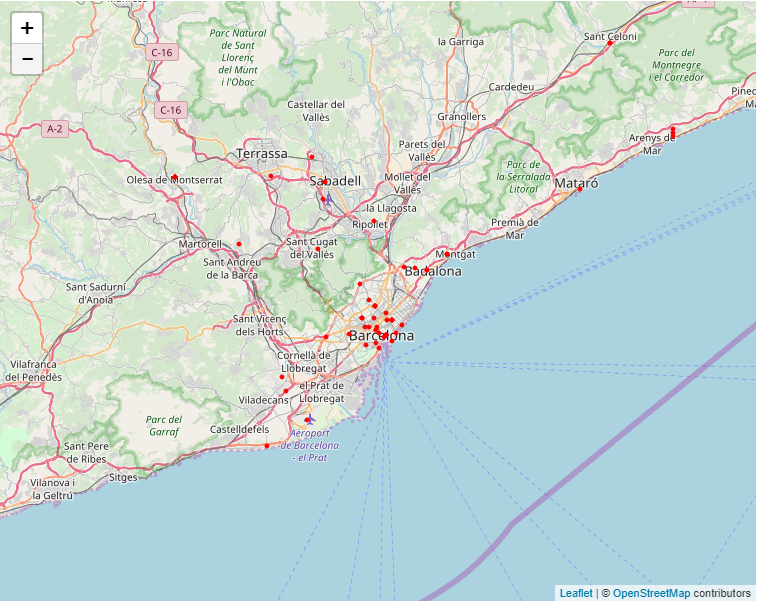 +
−
Parc Natural
de Sant
Llorenç
del Munt
i l'Obac
C-16
la Garriga
Sant Celoni
Parc del
Montnegre
i el Corredor
Cardedeu
Castellar del
Vallès
C-16
Granollers
A-2
Arenys de
Mar
Parets del
Vallès
Terrassa
Parc de
la Serralada
Litoral
Olesa de Montserrat
Sabadell
Mollet del
Vallès
Mataró
la Llagosta
Ripollet
Premià de
Mar
Martorell
Sant Cugat
del Vallès
Montgat
Sant Andreu
de la Barca
Badalona
Sant Sadurní
d'Anoia
Sant Vicenç
dels Horts
Barcelona
Cornellà de
Llobregat
Vilafranca
del Penedès
el Prat de
Llobregat
Viladecans
Parc del
Garraf
Castelldefels
Aeroport
de Barcelona
- el Prat
Sant Pere
de Ribes
Sitges
Vilanova i
la Geltrú
Leaflet | © OpenStreetMap contributors